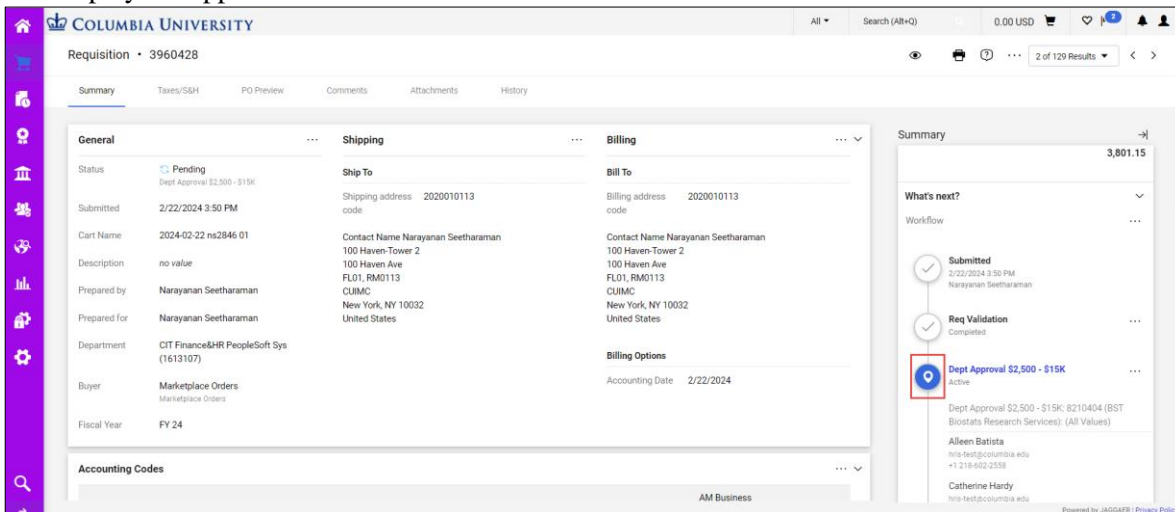 COLUMBIA UNIVERSITY
All
Search (Alt+Q)
0.00 USD
2
Requisition • 3960428
2 of 129 Results
Summary
Taxes/S&H
PO Preview
Comments
Attachments
History
General
Status
Pending
Dept Approval $2,500 - $15K
Submitted
2/22/2024 3:50 PM
Cart Name
2024-02-22 ns2846 01
Description
no value
Prepared by
Narayanan Seetharaman
Prepared for
Narayanan Seetharaman
Department
CIT Finance&HR PeopleSoft Sys
(1613107)
Buyer
Marketplace Orders
Marketplace Orders
Fiscal Year
FY 24
Shipping
Ship To
Shipping address
code
2020010113
Contact Name Narayanan Seetharaman
100 Haven-Tower 2
100 Haven Ave
FL01, RM0113
CUIMC
New York, NY 10032
United States
Billing
Bill To
Billing address
code
2020010113
Contact Name Narayanan Seetharaman
100 Haven-Tower 2
100 Haven Ave
FL01, RM0113
CUIMC
New York, NY 10032
United States
Billing Options
Accounting Date
2/22/2024
Accounting Codes
AM Business
Summary
3,801.15
What's next?
Workflow
Submitted
2/22/2024 3:50 PM
Narayanan Seetharaman
Req Validation
Completed
Dept Approval $2,500 - $15K
Active
Dept Approval $2,500 - $15K: 8210404 (BST
Biostats Research Services): (All Values)
Alleen Batista
hris-test@columbia.edu
+1 218-602-2558
Catherine Hardy
hris-test@columbia.edu
Powered by JAGGAER | Privacy Policy